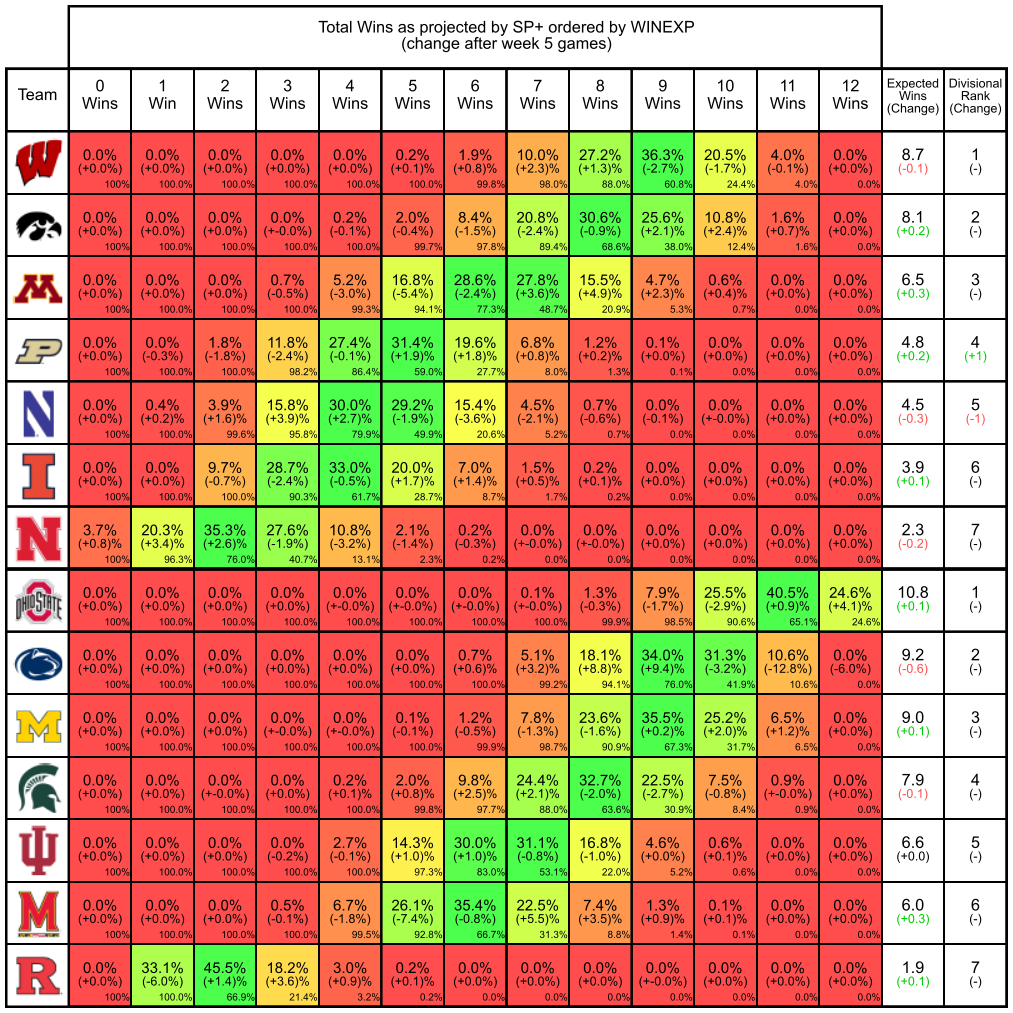 Total Wins as projected by SP+ ordered by WINEXP
(change after week 5 games)
Team 0 Wins 1 Win 2 Wins 3 Wins 4 Wins 5 Wins 6 Wins 7 Wins 8 Wins 9 Wins 10 Wins 11 Wins 12 Wins Expected Wins (Change) Divisional Rank (Change)
W 0.0% 0.0% 0.0% 0.0% 0.0% 0.2% 1.9% 10.0% 27.2% 36.3% 20.5% 4.0% 0.0% 8.7 1
(+0.0%) (+0.0%) (+0.0%) (+0.0%) (+0.0%) (+0.1)% (+0.8)% (+2.3)% (+1.3)% (-2.7%) (-1.7%) (-0.1%) (+0.0%) (-0.1) (-)
100% 100.0% 100.0% 100.0% 100.0% 100.0% 99.8% 98.0% 88.0% 60.8% 24.4% 4.0% 0.0%
0.0% 0.0% 0.0% 0.0% 0.2% 2.0% 8.4% 20.8% 30.6% 25.6% 10.8% 1.6% 0.0% 8.1 2
(+0.0%) (+0.0%) (+0.0%) (+-0.0%) (-0.1%) (-0.4%) (-1.5%) (-2.4%) (-0.9%) (+2.1)% (+2.4)% (+0.7)% (+0.0%) (+0.2) (-)
100% 100.0% 100.0% 100.0% 100.0% 99.7% 97.8% 89.4% 68.6% 38.0% 12.4% 1.6% 0.0%
M 0.0% 0.0% 0.0% 0.7% 5.2% 16.8% 28.6% 27.8% 15.5% 4.7% 0.6% 0.0% 0.0% 6.5 3
(+0.0%) (+0.0%) (+0.0%) (-0.5%) (-3.0%) (-5.4%) (-2.4%) (+3.6)% (+4.9)% (+2.3)% (+0.4)% (+0.0%) (+0.0%) (+0.3) (-)
100% 100.0% 100.0% 100.0% 99.3% 94.1% 77.3% 48.7% 20.9% 5.3% 0.7% 0.0% 0.0%
P 0.0% 0.0% 1.8% 11.8% 27.4% 31.4% 19.6% 6.8% 1.2% 0.1% 0.0% 0.0% 0.0% 4.8 4
(+0.0%) (-0.3%) (-1.8%) (-2.4%) (-0.1%) (+1.9)% (+1.8)% (+0.8)% (+0.2)% (+0.0%) (+0.0%) (+0.0%) (+0.0%) (+0.2) (+1)
100% 100.0% 100.0% 98.2% 86.4% 59.0% 27.7% 8.0% 1.3% 0.1% 0.0% 0.0% 0.0%
N 0.0% 0.4% 3.9% 15.8% 30.0% 29.2% 15.4% 4.5% 0.7% 0.0% 0.0% 0.0% 0.0% 4.5 5
(+0.0%) (+0.2)% (+1.6)% (+3.9)% (+2.7)% (-1.9%) (-3.6%) (-2.1%) (-0.6%) (-0.1%) (+-0.0%) (+0.0%) (+0.0%) (-0.3) (-1)
100% 100.0% 99.6% 95.8% 79.9% 49.9% 20.6% 5.2% 0.7% 0.0% 0.0% 0.0% 0.0%
I 0.0% 0.0% 9.7% 28.7% 33.0% 20.0% 7.0% 1.5% 0.2% 0.0% 0.0% 0.0% 0.0% 3.9 6
(+0.0%) (+0.0%) (-0.7%) (-2.4%) (-0.5%) (+1.7)% (+1.4)% (+0.5)% (+0.1)% (+0.0%) (+0.0%) (+0.0%) (+0.0%) (+0.1) (-)
100% 100.0% 100.0% 90.3% 61.7% 28.7% 8.7% 1.7% 0.2% 0.0% 0.0% 0.0% 0.0%
N 3.7% 20.3% 35.3% 27.6% 10.8% 2.1% 0.2% 0.0% 0.0% 0.0% 0.0% 0.0% 0.0% 2.3 7
(+0.8)% (+3.4)% (+2.6)% (-1.9%) (-3.2%) (-1.4%) (-0.3%) (+-0.0%) (+-0.0%) (+0.0%) (+0.0%) (+0.0%) (+0.0%) (-0.2) (-)
100% 96.3% 76.0% 40.7% 13.1% 2.3% 0.2% 0.0% 0.0% 0.0% 0.0% 0.0% 0.0%
OHIO STATE 0.0% 0.0% 0.0% 0.0% 0.0% 0.0% 0.0% 0.1% 1.3% 7.9% 25.5% 40.5% 24.6% 10.8 1
(+0.0%) (+0.0%) (+0.0%) (+0.0%) (+-0.0%) (+-0.0%) (+-0.0%) (+-0.0%) (-0.3%) (-1.7%) (-2.9%) (+0.9)% (+4.1)% (+0.1) (-)
100% 100.0% 100.0% 100.0% 100.0% 100.0% 100.0% 100.0% 99.9% 98.5% 90.6% 65.1% 24.6%
0.0% 0.0% 0.0% 0.0% 0.0% 0.0% 0.7% 5.1% 18.1% 34.0% 31.3% 10.6% 0.0% 9.2 2
(+0.0%) (+0.0%) (+0.0%) (+0.0%) (+0.0%) (+0.0%) (+0.6)% (+3.2)% (+8.8)% (+9.4)% (-3.2%) (-12.8%) (-6.0%) (-0.6) (-)
100% 100.0% 100.0% 100.0% 100.0% 100.0% 100.0% 99.2% 94.1% 76.0% 41.9% 10.6% 0.0%
M 0.0% 0.0% 0.0% 0.0% 0.0% 0.1% 1.2% 7.8% 23.6% 35.5% 25.2% 6.5% 0.0% 9.0 3
(+0.0%) (+0.0%) (+0.0%) (+-0.0%) (+-0.0%) (-0.1%) (-0.5%) (-1.3%) (-1.6%) (+0.2)% (+2.0)% (+1.2)% (+0.0%) (+0.1) (-)
100% 100.0% 100.0% 100.0% 100.0% 100.0% 99.9% 98.7% 90.9% 67.3% 31.7% 6.5% 0.0%
0.0% 0.0% 0.0% 0.0% 0.2% 2.0% 9.8% 24.4% 32.7% 22.5% 7.5% 0.9% 0.0% 7.9 4
(+0.0%) (+0.0%) (+-0.0%) (+0.0%) (+0.1)% (+0.8)% (+2.5)% (+2.1)% (-2.0%) (-2.7%) (-0.8%) (+-0.0%) (+0.0%) (-0.1) (-)
100% 100.0% 100.0% 100.0% 100.0% 99.8% 97.7% 88.0% 63.6% 30.9% 8.4% 0.9% 0.0%
0.0% 0.0% 0.0% 0.0% 2.7% 14.3% 30.0% 31.1% 16.8% 4.6% 0.6% 0.0% 0.0% 6.6 5
(+0.0%) (+0.0%) (+0.0%) (-0.2%) (-0.1%) (+1.0)% (+1.0)% (-0.8%) (-1.0%) (+0.0%) (+0.1)% (+0.0%) (+0.0%) (+0.0) (-)
100% 100.0% 100.0% 100.0% 100.0% 97.3% 83.0% 53.1% 22.0% 5.2% 0.6% 0.0% 0.0%
M 0.0% 0.0% 0.0% 0.5% 6.7% 26.1% 35.4% 22.5% 7.4% 1.3% 0.1% 0.0% 0.0% 6.0 6
(+0.0%) (+0.0%) (+0.0%) (-0.1%) (-1.8%) (-7.4%) (-0.8%) (+5.5)% (+3.5)% (+0.9)% (+0.1)% (+0.0%) (+0.0%) (+0.3) (-)
100% 100.0% 100.0% 100.0% 99.5% 92.8% 66.7% 31.3% 8.8% 1.4% 0.1% 0.0% 0.0%
R 0.0% 33.1% 45.5% 18.2% 3.0% 0.2% 0.0% 0.0% 0.0% 0.0% 0.0% 0.0% 0.0% 1.9 7
(+0.0%) (-6.0%) (+1.4)% (+3.6)% (+0.9)% (+0.1)% (+0.0%) (+0.0%) (+0.0%) (+-0.0%) (+0.0%) (+0.0%) (+0.0%) (+0.1) (-)
100% 100.0% 66.9% 21.4% 3.2% 0.2% 0.0% 0.0% 0.0% 0.0% 0.0% 0.0% 0.0%